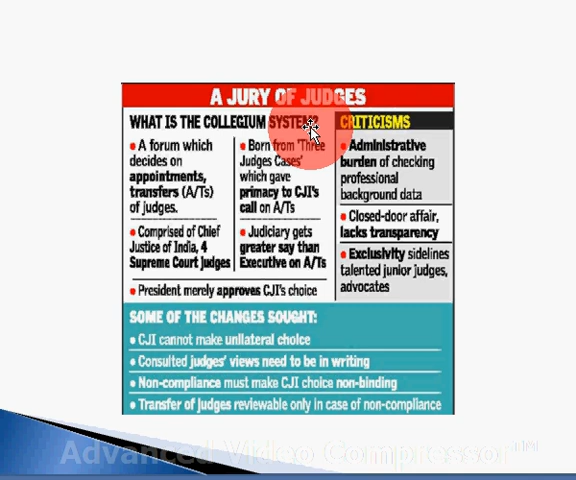 A JURY OF JUDGES
WHAT IS THE COLLEGIUM SYSTEM?
• A forum which
decides on
appointments,
transfers (A/Ts)
of judges.
• Comprised of Chief
Justice of India, 4
Supreme Court judges
• Born from 'Three
Judges Cases'
which gave
primacy to CJI's
call on A/Ts
• Judiciary gets
greater say than
Executive on A/Ts
• President merely approves CJI's choice
CRITICISMS
• Administrative
burden of checking
professional
background data
• Closed-door affair,
lacks transparency
• Exclusivity sidelines
talented junior judges,
advocates
SOME OF THE CHANGES SOUGHT:
• CJI cannot make unilateral choice
• Consulted judges' views need to be in writing
• Non-compliance must make CJI choice non-binding
• Transfer of judges reviewable only in case of non-compliance
Advanced Video Compressor™